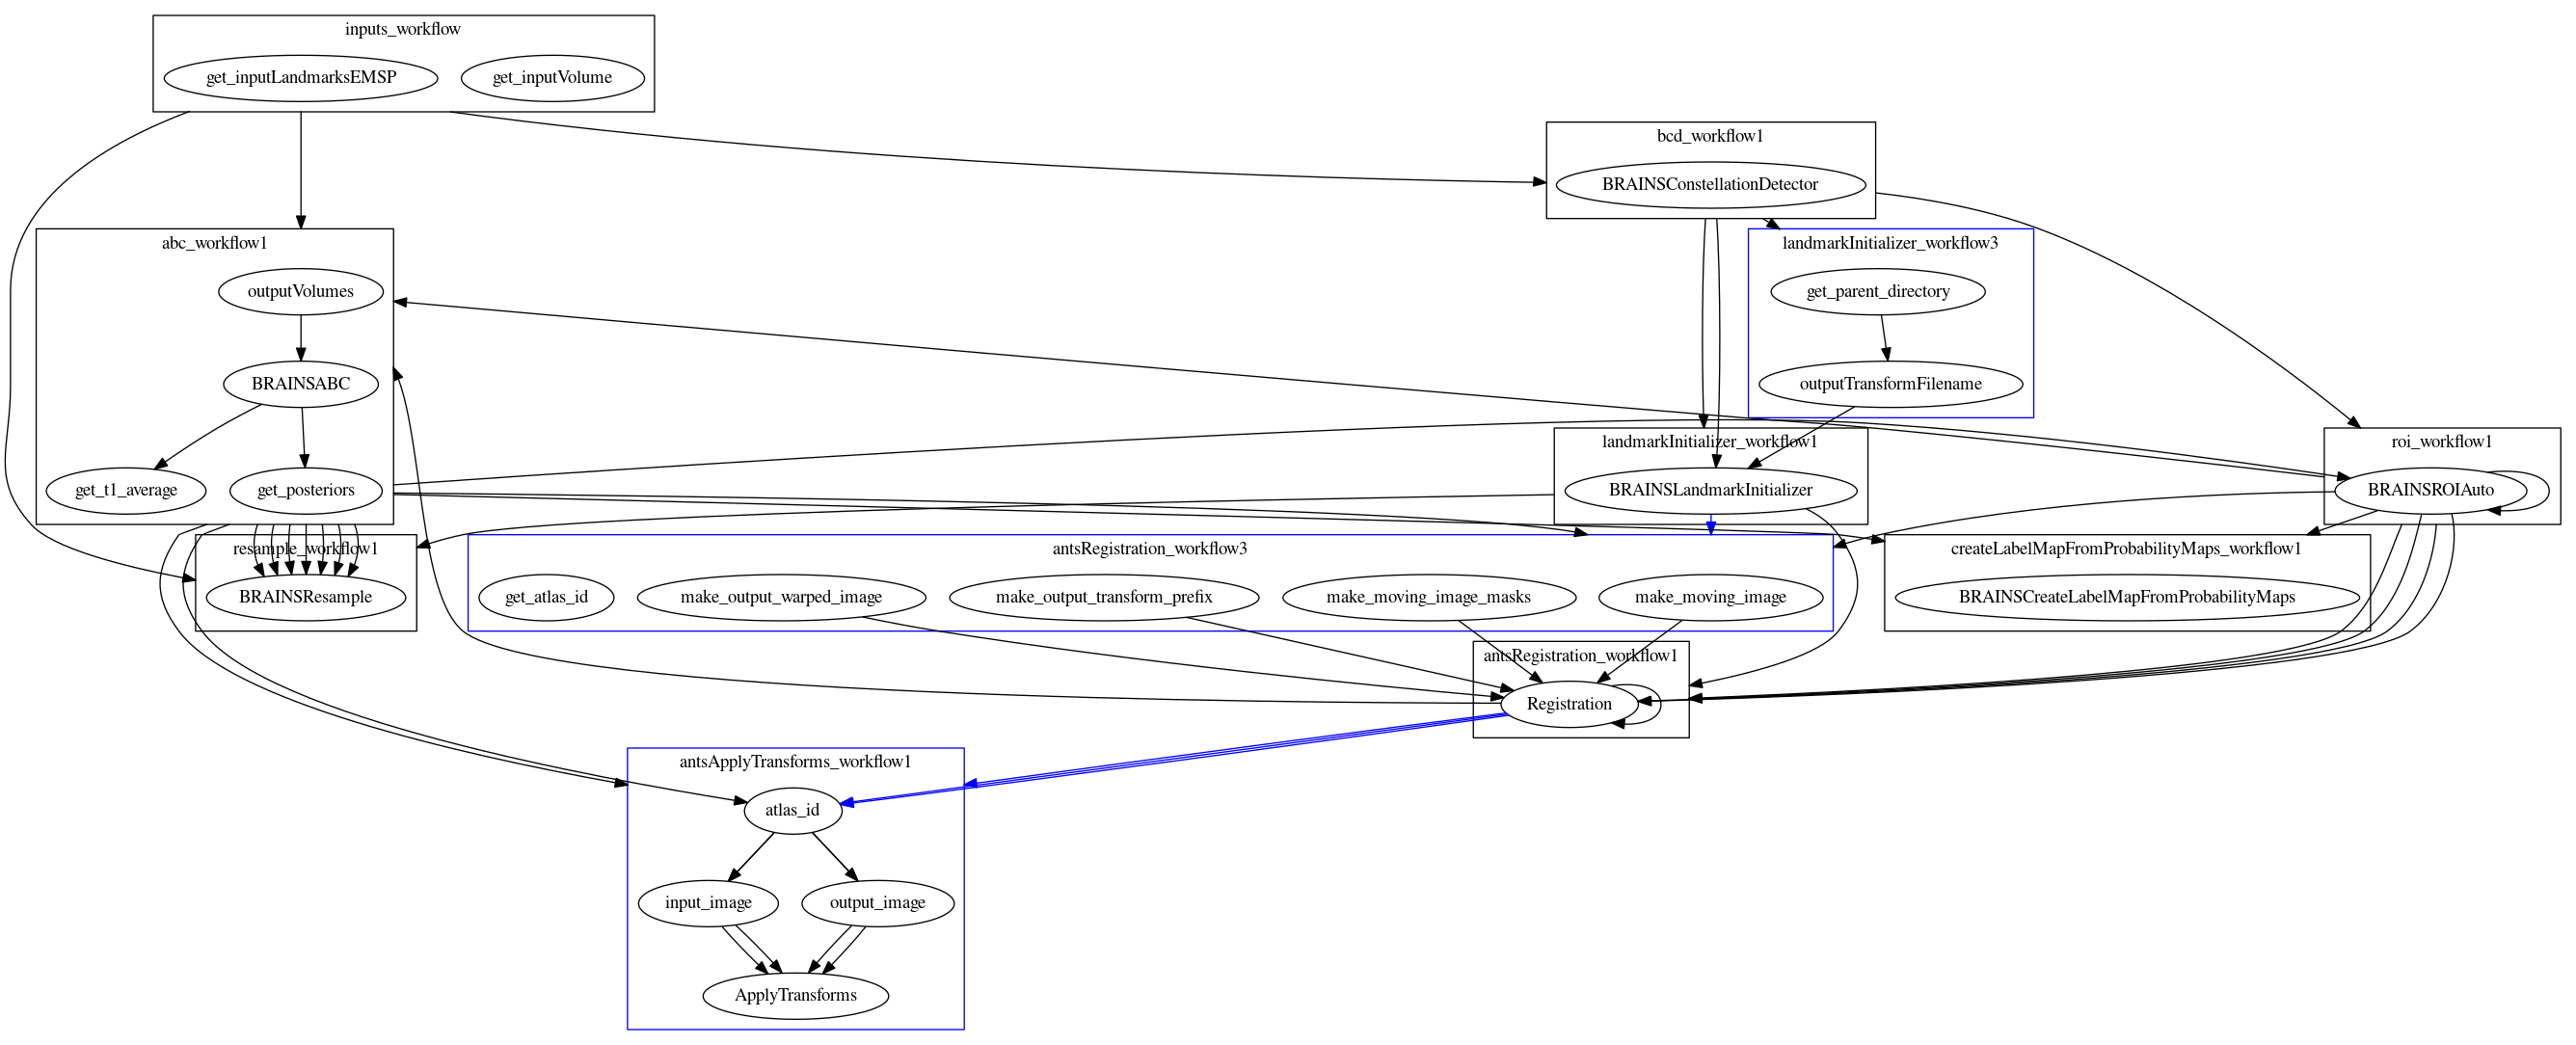 inputs_workflow
get_inputLandmarksEMSP
get_inputVolume
bcd_workflow1
BRAINSConstellationDetector
abc_workflow1
outputVolumes
BRAINSABC
get_t1_average
get_posteriors
landmarkInitializer_workflow3
get_parent_directory
outputTransformFilename
landmarkInitializer_workflow1
BRAINSLandmarkInitializer
roi_workflow1
BRAINSROIAuto
resample_workflow1
BRAINSResample
antsRegistration_workflow3
get_atlas_id
make_output_warped_image
make_output_transform_prefix
make_moving_image_masks
make_moving_image
createLabelMapFromProbabilityMaps_workflow1
BRAINSCreateLabelMapFromProbabilityMaps
antsRegistration_workflow1
Registration
antsApplyTransforms_workflow1
atlas_id
input_image
output_image
ApplyTransforms